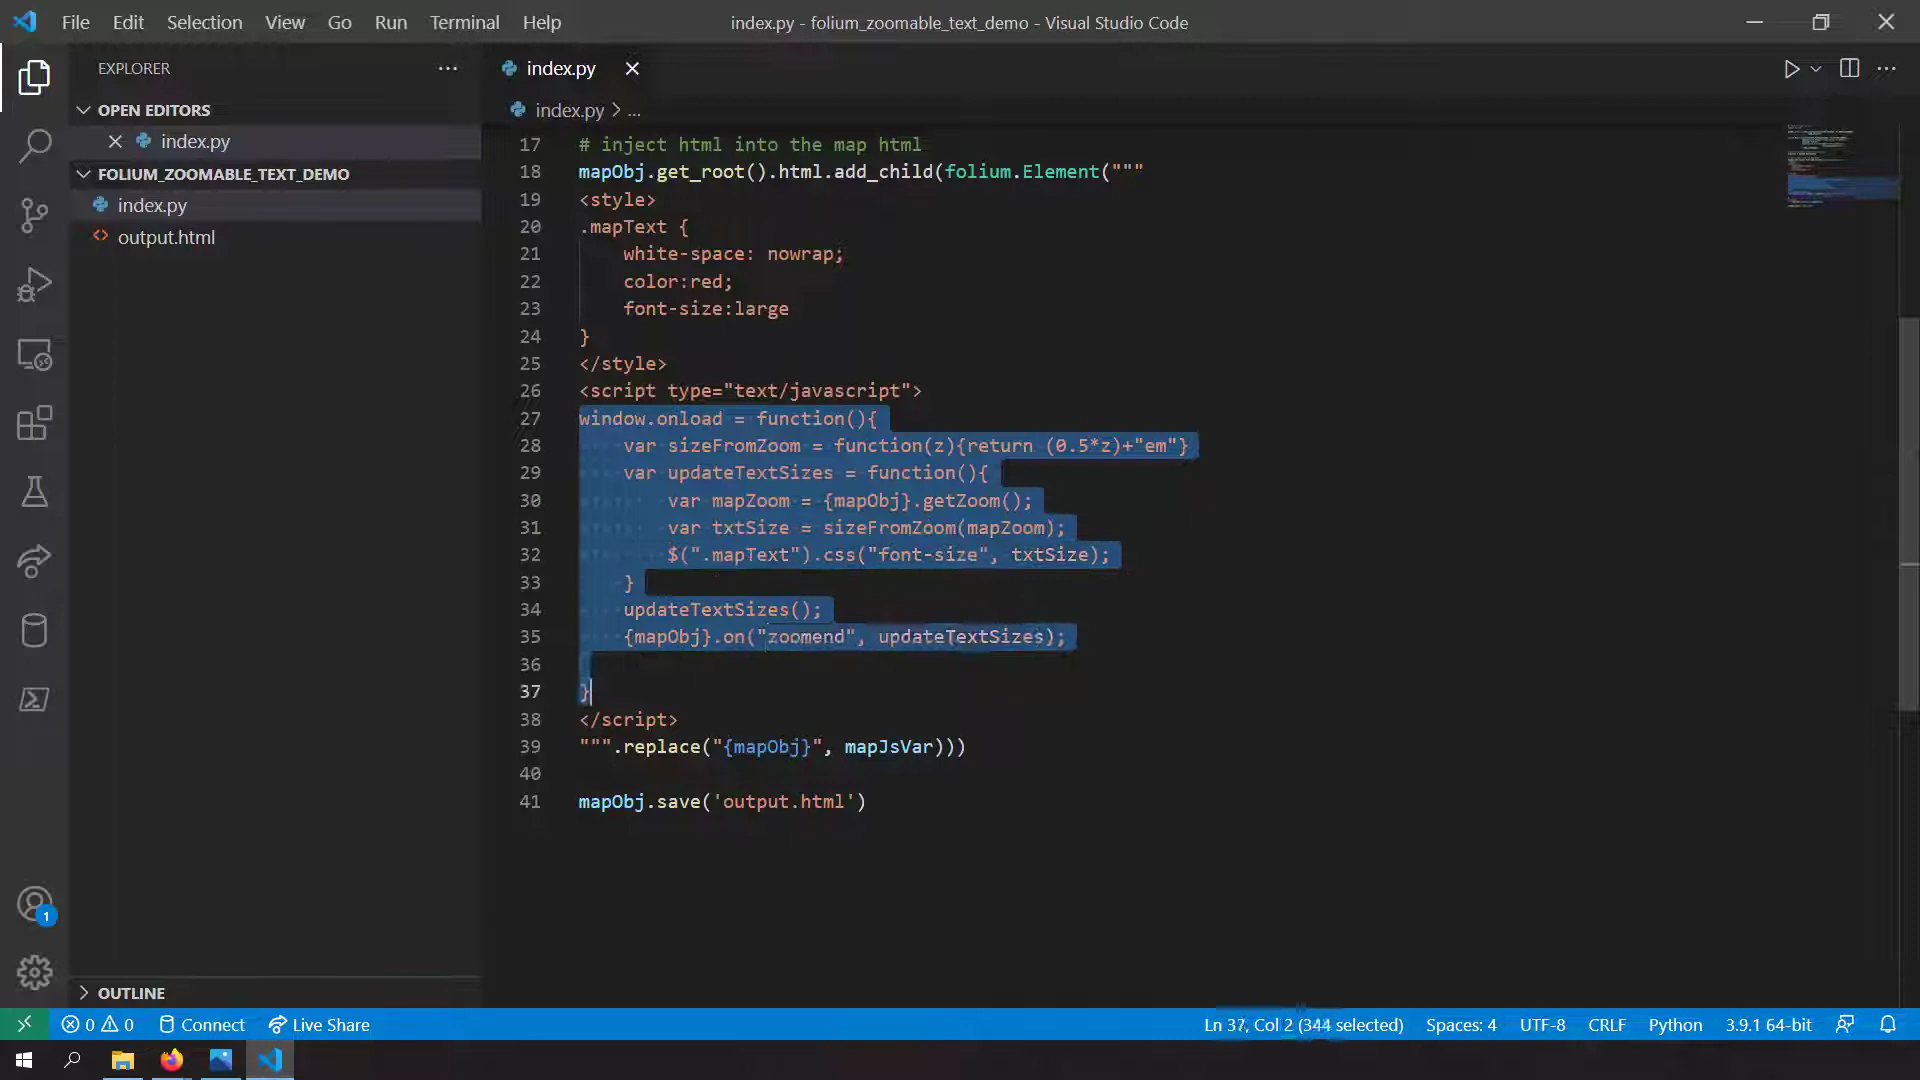 File Edit Selection View Go Run Terminal Help
index.py - folium_zoomable_text_demo - Visual Studio Code
EXPLORER
OPEN EDITORS
index.py
FOLIUM_ZOOMABLE_TEXT_DEMO
index.py
output.html
OUTLINE
index.py
index.py > ...
17 # inject html into the map html
18 mapObj.get_root().html.add_child(folium.Element("""
19 <style>
20 .mapText {
21     white-space: nowrap;
22     color:red;
23     font-size:large
24 }
25 </style>
26 <script type="text/javascript">
27 window.onload = function(){
28     var sizeFromZoom = function(z){return (0.5*z)+"em"}
29     var updateTextSizes = function(){
30         var mapZoom = {mapObj}.getZoom();
31         var txtSize = sizeFromZoom(mapZoom);
32         $(".mapText").css("font-size", txtSize);
33     }
34     updateTextSizes();
35     {mapObj}.on("zoomend", updateTextSizes);
36
37 }
38 </script>
39 """.replace("{mapObj}", mapJsVar)))
40
41 mapObj.save('output.html')
1
0 0 Connect Live Share
Ln 37, Col 2 (344 selected) Spaces: 4 UTF-8 CRLF Python 3.9.1 64-bit